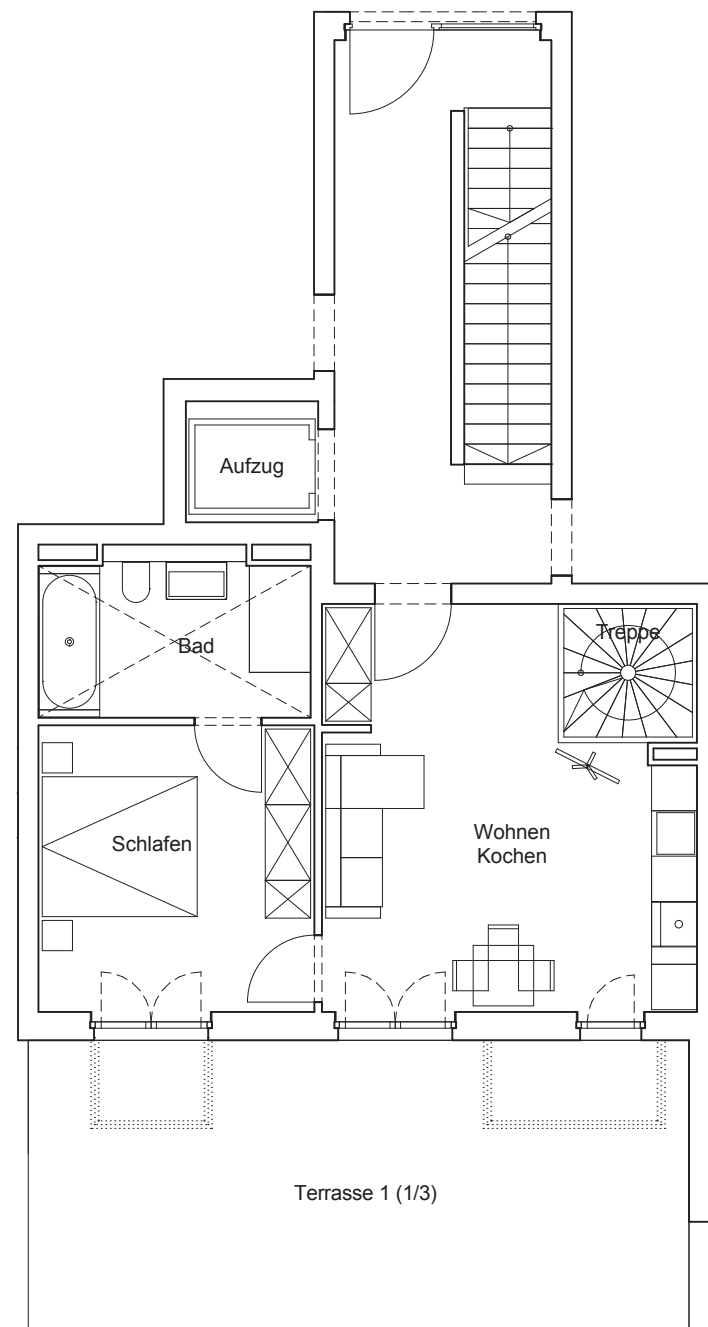 Aufzug
Treppe
Bad
Wohnen
Kochen
Schlafen
Terrasse 1 (1/3)